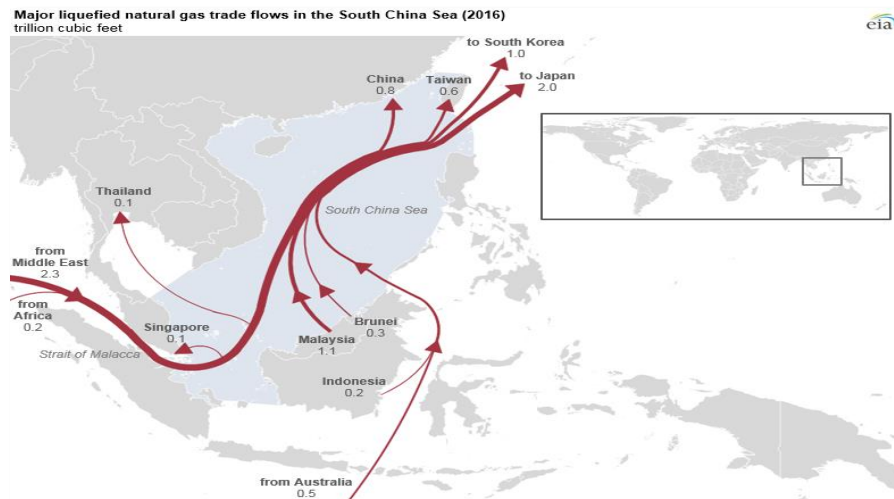 Major liquefied natural gas trade flows in the South China Sea (2016)
trillion cubic feet
eia
to South Korea
1.0
China
0.8
Taiwan
0.6
to Japan
2.0
Thailand
0.1
South China Sea
from
Middle East
2.3
from
Africa
0.2
Singapore
0.1
Strait of Malacca
Brunei
0.3
Malaysia
1.1
Indonesia
0.2
from Australia
0.5